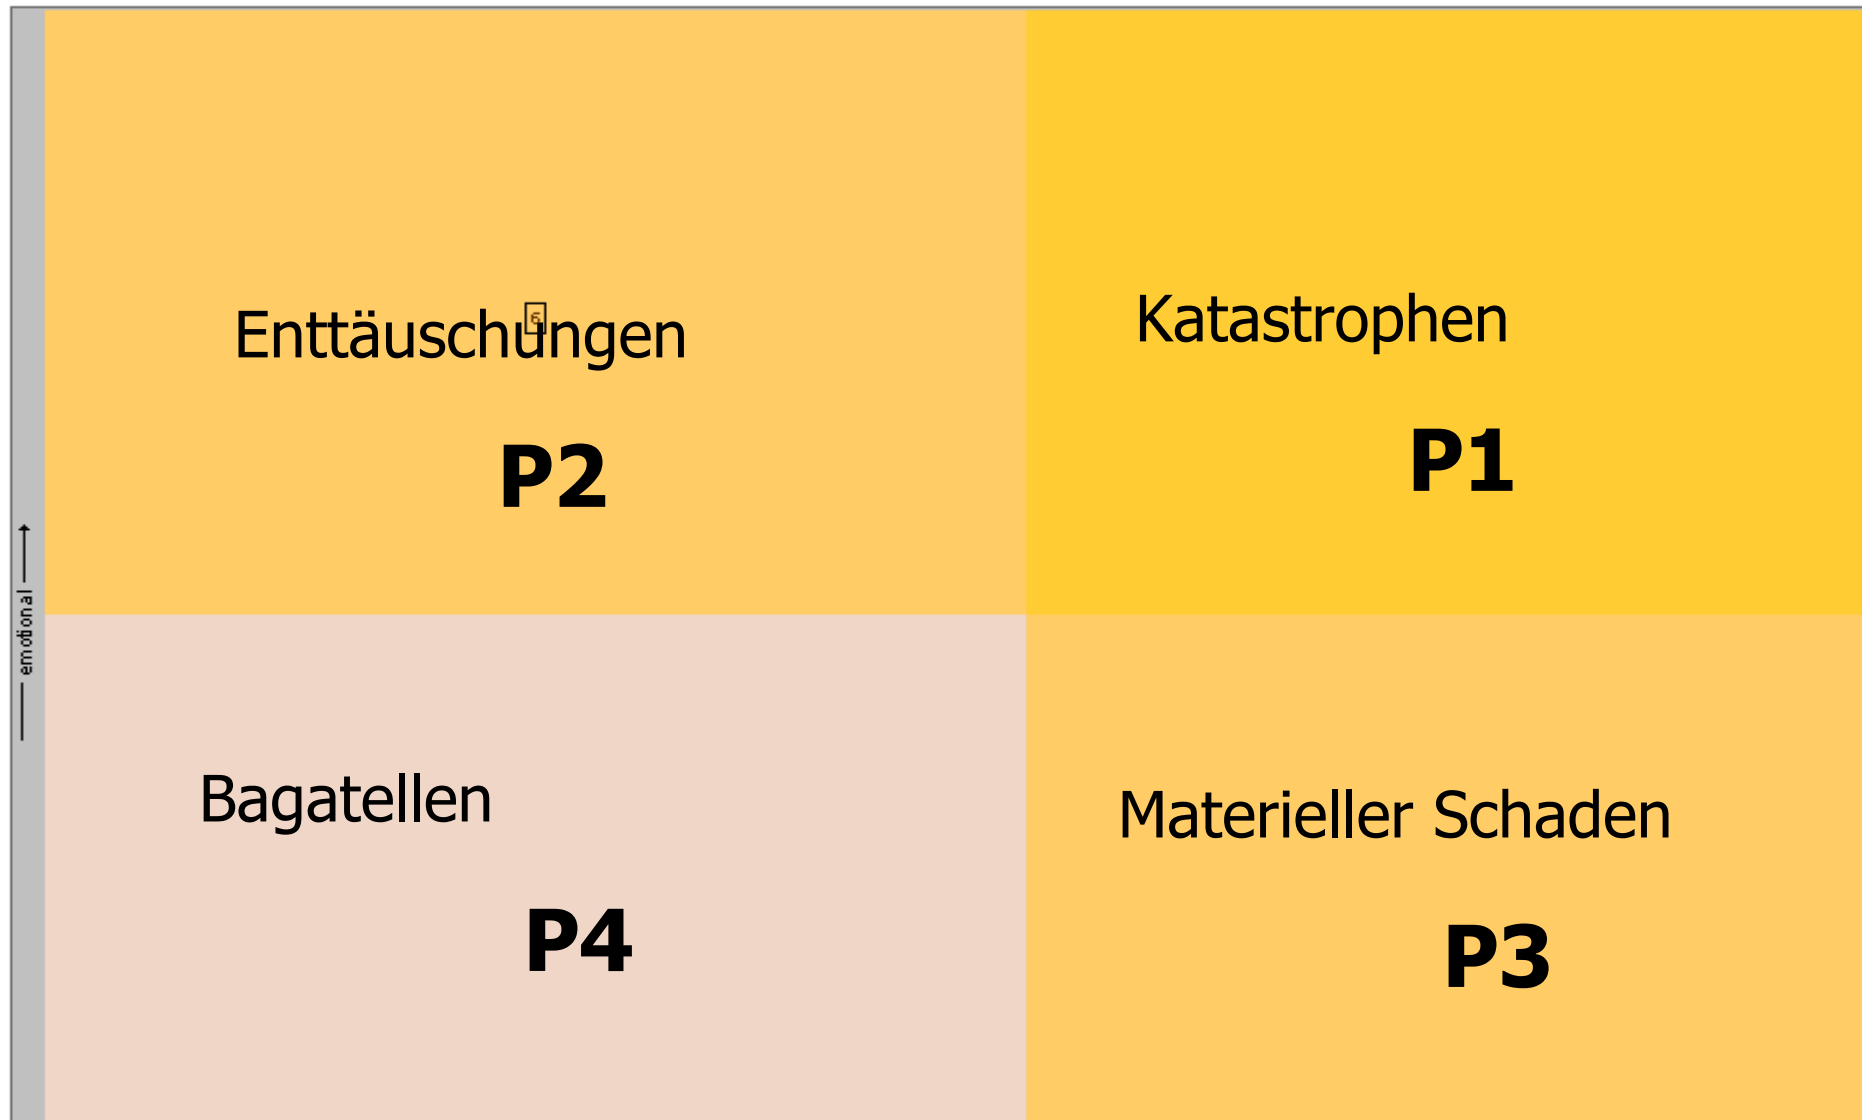 Enttäuschungen
Katastrophen
P2
P1
emotional
Bagatellen
Materieller Schaden
P4
P3